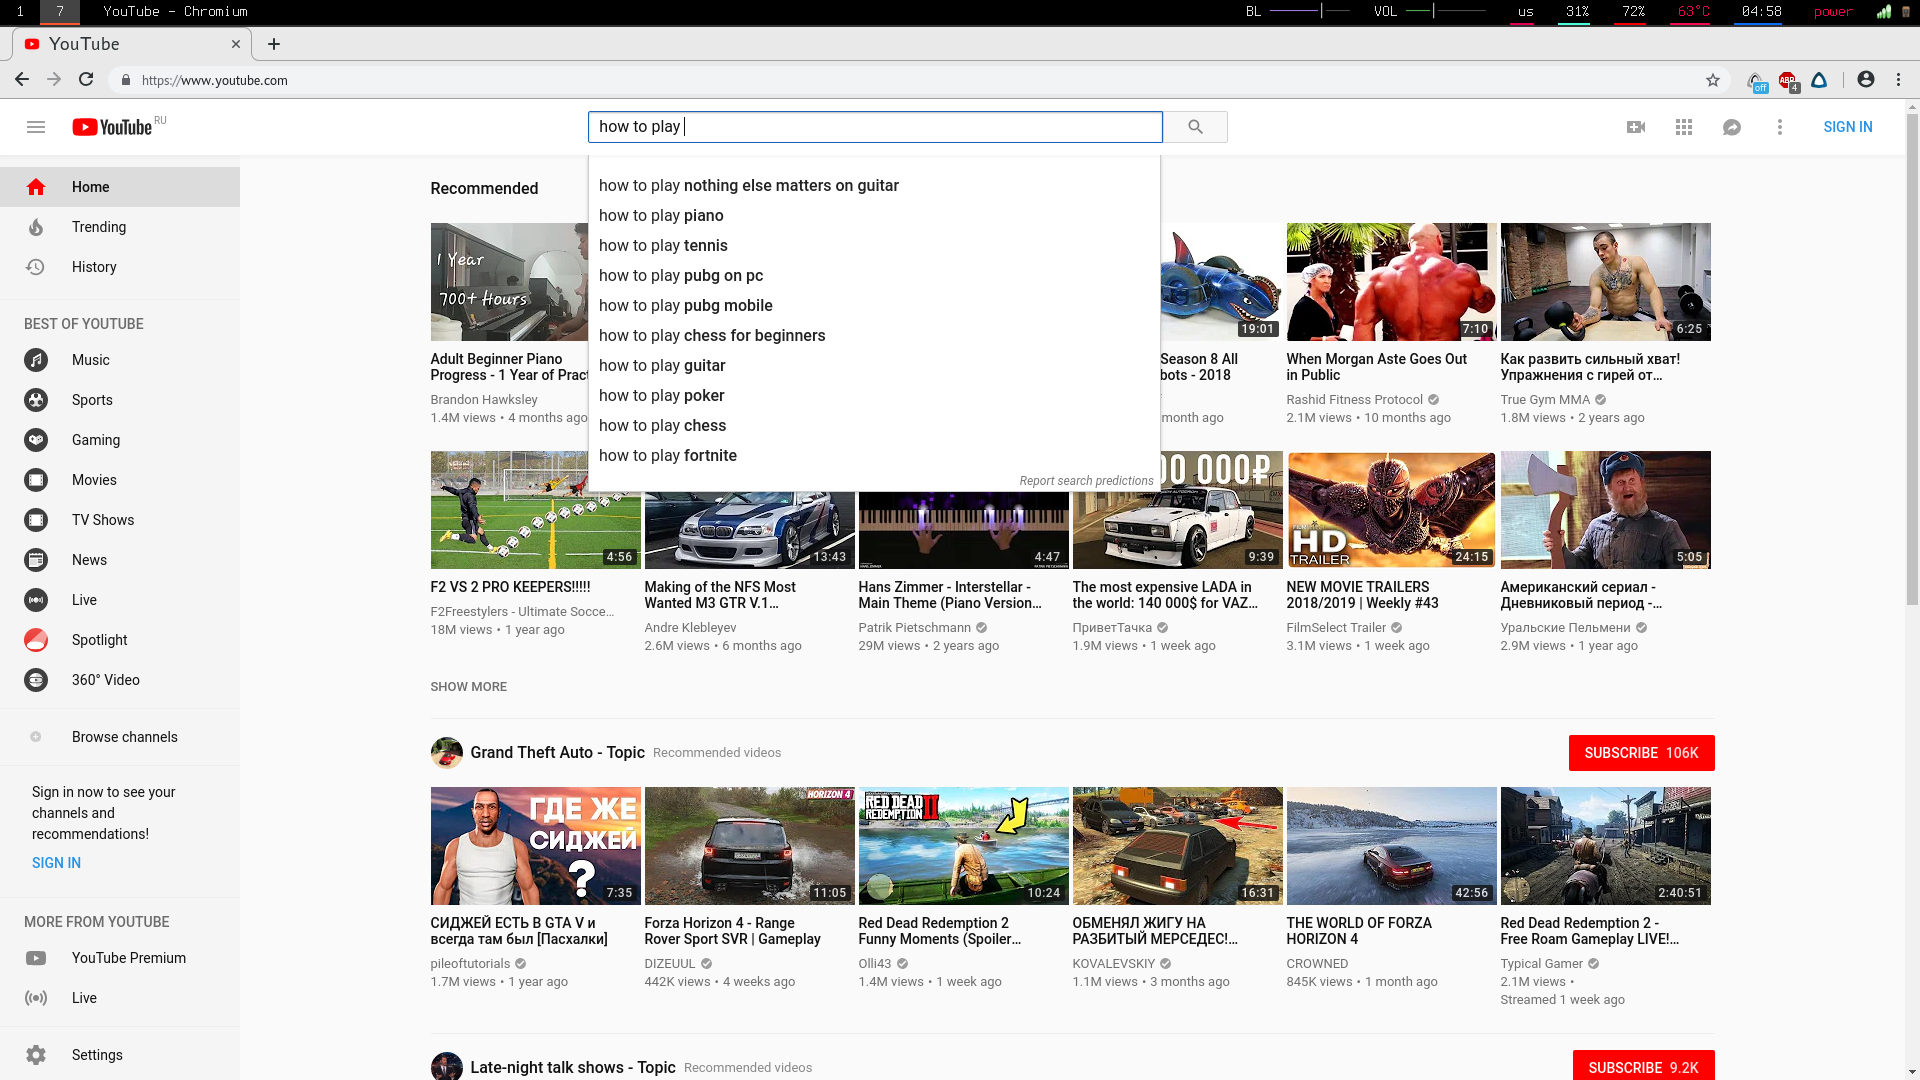 1 7 YouTube - Chromium BL VOL us 31% 72% 63°C 04:58 power
YouTube
https://www.youtube.com off ABP 4
YouTube RU how to play SIGN IN
Home
Trending
History
BEST OF YOUTUBE
Music
Sports
Gaming
Movies
TV Shows
News
Live
Spotlight
360° Video
Browse channels
Sign in now to see your
channels and
recommendations!
SIGN IN
MORE FROM YOUTUBE
YouTube Premium
Live
Settings
how to play nothing else matters on guitar
how to play piano
how to play tennis
how to play pubg on pc
how to play pubg mobile
how to play chess for beginners
how to play guitar
how to play poker
how to play chess
how to play fortnite
Report search predictions
Recommended
1 Year
700+ Hours
Adult Beginner Piano
Progress - 1 Year of Pract
Brandon Hawksley
1.4M views • 4 months ago
19:01
Season 8 All
bots - 2018
month ago
7:10
When Morgan Aste Goes Out
in Public
Rashid Fitness Protocol
2.1M views • 10 months ago
6:25
Как развить сильный хват!
Упражнения с гирей от...
True Gym MMA
1.8M views • 2 years ago
4:56
F2 VS 2 PRO KEEPERS!!!!!
F2Freestylers - Ultimate Socce...
18M views • 1 year ago
13:43
Making of the NFS Most
Wanted M3 GTR V.1...
Andre Klebleyev
2.6M views • 6 months ago
4:47
Hans Zimmer - Interstellar -
Main Theme (Piano Version...
Patrik Pietschmann
29M views • 2 years ago
00 000₽
9:39
The most expensive LADA in
the world: 140 000$ for VAZ...
ПриветТачка
1.9M views • 1 week ago
HD
TRAILER
24:15
NEW MOVIE TRAILERS
2018/2019 | Weekly #43
FilmSelect Trailer
3.1M views • 1 week ago
5:05
Американский сериал -
Дневниковый период -...
Уральские Пельмени
2.9M views • 1 year ago
SHOW MORE
Grand Theft Auto - Topic Recommended videos SUBSCRIBE 106K
ГДЕ ЖЕ
СИДЖЕЙ
?
7:35
СИДЖЕЙ ЕСТЬ В GTA V и
всегда там был [Пасхалки]
pileoftutorials
1.7M views • 1 year ago
HORIZON 4
11:05
Forza Horizon 4 - Range
Rover Sport SVR | Gameplay
DIZEUUL
442K views • 4 weeks ago
RED DEAD
REDEMPTION II
10:24
Red Dead Redemption 2
Funny Moments (Spoiler...
Olli43
1.4M views • 1 week ago
16:31
ОБМЕНЯЛ ЖИГУ НА
РАЗБИТЫЙ МЕРСЕДЕС!...
KOVALEVSKIY
1.1M views • 3 months ago
42:56
THE WORLD OF FORZA
HORIZON 4
CROWNED
845K views • 1 month ago
2:40:51
Red Dead Redemption 2 -
Free Roam Gameplay LIVE!...
Typical Gamer
2.1M views •
Streamed 1 week ago
Late-night talk shows - Topic Recommended videos SUBSCRIBE 9.2K